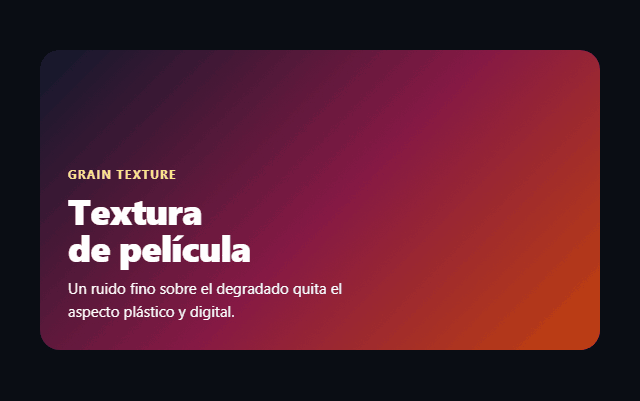 GRAIN TEXTURE
Textura
de película
Un ruido fino sobre el degradado quita el
aspecto plástico y digital.